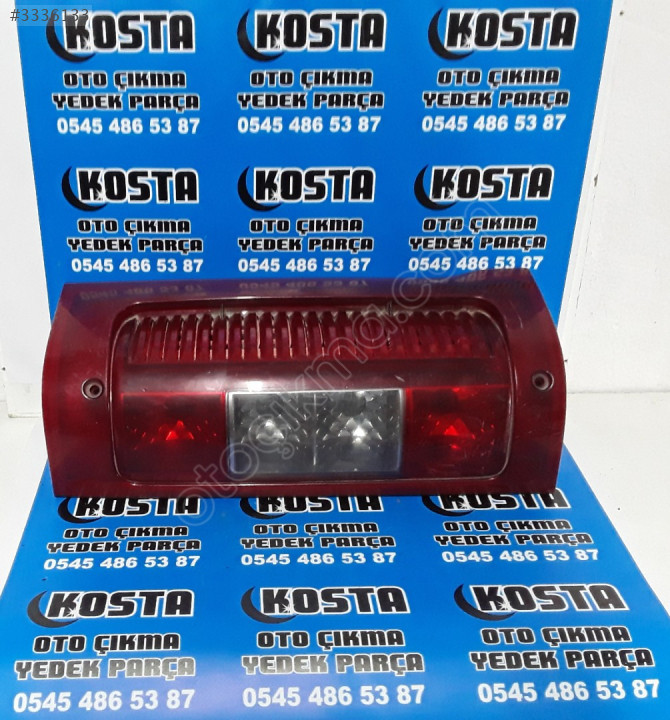 #3336133
KOSTA KOSTA KOSTA
OTO ÇIKMA OTO ÇIKMA OTO ÇIKMA
YEDEK PARÇA YEDEK PARÇA YEDEK PARÇA
0545 486 53 87 0545 486 53 87 0545 486 53 87
KOSTA KOSTA KOSTA
OTO ÇIKMA OTO ÇIKMA OTO ÇIKMA
YEDEK PARÇA YEDEK PARÇA YEDEK PARÇA
0545 486 53 87 0545 486 53 87 0545 486 53 87
otoçıkma.com
KOSTA KOSTA KOSTA
OTO ÇIKMA OTO ÇIKMA OTO ÇIKMA
YEDEK PARÇA YEDEK PARÇA YEDEK PARÇA
0545 486 53 87 0545 486 53 87 0545 486 53 87
KOSTA KOSTA KOSTA
OTO ÇIKMA OTO ÇIKMA OTO ÇIKMA
YEDEK PARÇA YEDEK PARÇA YEDEK PARÇA
0545 486 53 87 0545 486 53 87 0545 486 53 87